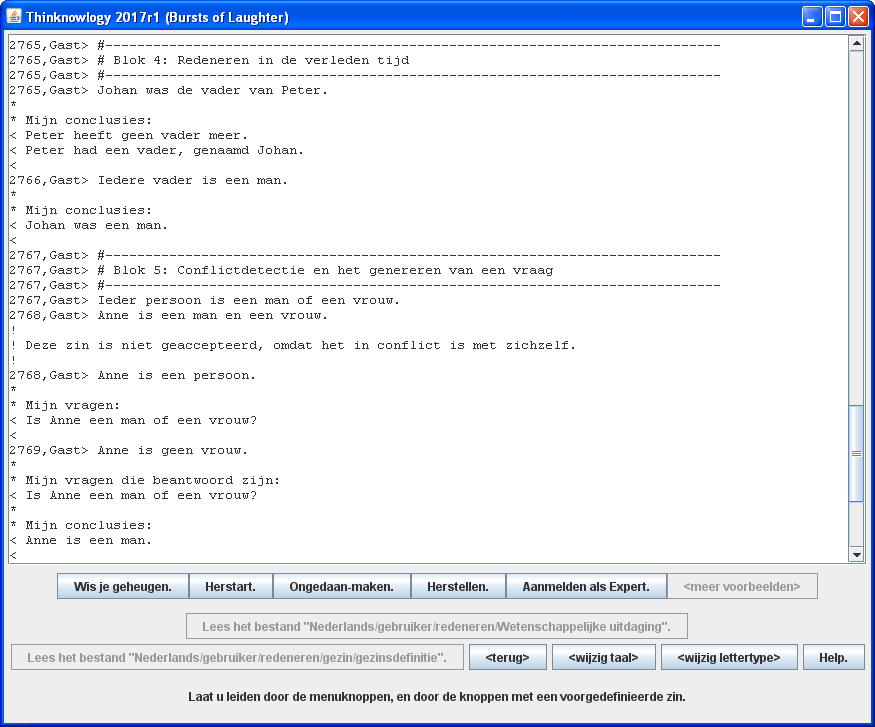 Thinknowlogy 2017r1 (Bursts of Laughter)
2765,Gast> #-----------------------------------------------------------------------------
2765,Gast> # Blok 4: Redeneren in de verleden tijd
2765,Gast> #-----------------------------------------------------------------------------
2765,Gast> Johan was de vader van Peter.
*
* Mijn conclusies:
< Peter heeft geen vader meer.
< Peter had een vader, genaamd Johan.
<
2766,Gast> Iedere vader is een man.
*
* Mijn conclusies:
< Johan was een man.
<
2767,Gast> #-----------------------------------------------------------------------------
2767,Gast> # Blok 5: Conflictdetectie en het genereren van een vraag
2767,Gast> #-----------------------------------------------------------------------------
2767,Gast> Ieder persoon is een man of een vrouw.
2768,Gast> Anne is een man en een vrouw.
!
! Deze zin is niet geaccepteerd, omdat het in conflict is met zichzelf.
!
2768,Gast> Anne is een persoon.
*
* Mijn vragen:
< Is Anne een man of een vrouw?
<
2769,Gast> Anne is geen vrouw.
*
* Mijn vragen die beantwoord zijn:
< Is Anne een man of een vrouw?
*
* Mijn conclusies:
< Anne is een man.
<
Wis je geheugen. Herstart. Ongedaan-maken. Herstellen. Aanmelden als Expert. <meer voorbeelden>
Lees het bestand "Nederlands/gebruiker/redeneren/Wetenschappelijke uitdaging".
Lees het bestand "Nederlands/gebruiker/redeneren/gezin/gezinsdefinitie". <terug> <wijzig taal> <wijzig lettertype> Help.
Laat u leiden door de menuknoppen, en door de knoppen met een voorgedefinieerde zin.